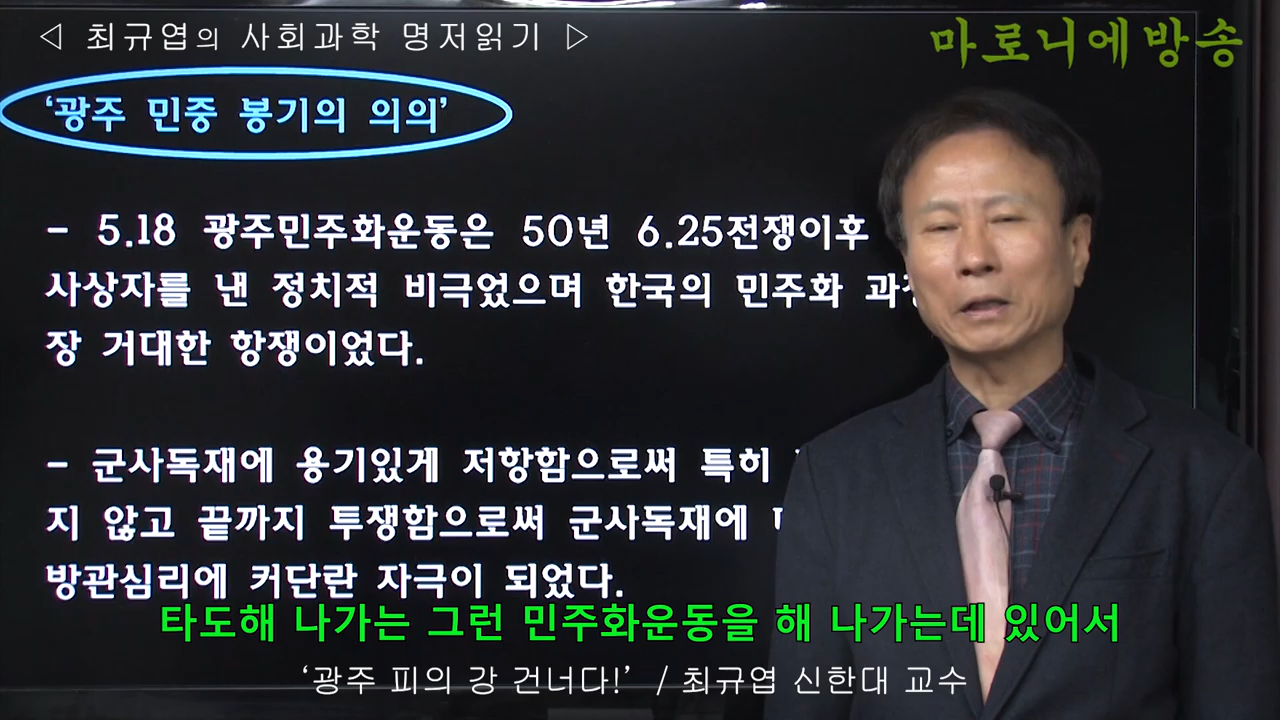 ◁ 최규엽의 사회과학 명저읽기 ▷
마로니에방송
‘광주 민중 봉기의 의의’
- 5.18 광주민주화운동은 50년 6.25전쟁이후
사상자를 낸 정치적 비극었으며 한국의 민주화
장 거대한 항쟁이었다.
- 군사독재에 용기있게 저항함으로써 특히
지 않고 끝까지 투쟁함으로써 군사독재에
방관심리에 커단란 자극이 되었다.
타도해 나가는 그런 민주화운동을 해 나가는데 있어서
‘광주 피의 강 건너다!’ / 최규엽 신한대 교수